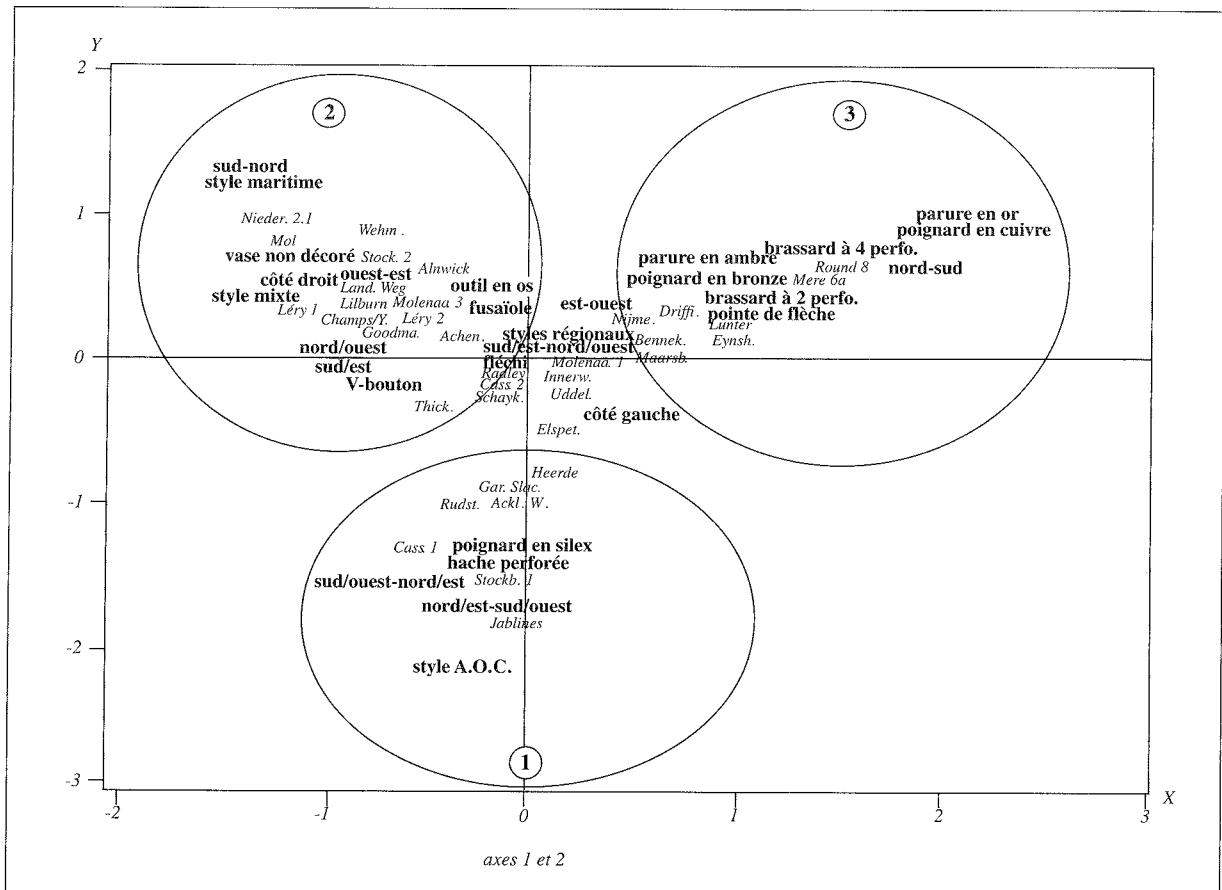 Y
2
2
3
sud-nord
style maritime
parure en or
1
Nieder. 2.1
poignard en cuivre
Wehm .
Mol
brassard à 4 perfo.
vase non décoré
Stock. 2
parure en ambre
Round 8
nord-sud
côté droit
ouest-est
Alnwick
poignard en bronze
Mere 6a
Land. Weg
outil en os
style mixte
brassard à 2 perfo.
Lilburn
Molenaa. 3
est-ouest
Léry 1
fusaïole
Driffi.
pointe de flèche
Champs/Y.
Léry 2
Nijme.
Lunter
Goodma.
Achen.
styles régionaux
Bennek.
Eynsh.
nord/ouest
sud/est-nord/ouest
0
Maarsb.
sud/est
fléchi
Molenaa. 1
Radley
Innerw.
V-bouton
Cass. 2
Schayk.
Uddel.
Thick.
côté gauche
Elspet.
Heerde
Gar. Slac.
-1
Rudst.
Ackl. W.
Cass. 1
poignard en silex
hache perforée
sud/ouest-nord/est
Stockb. 1
nord/est-sud/ouest
Jablines
-2
style A.O.C.
1
-3
-2
-1
0
1
2
3
X
axes 1 et 2